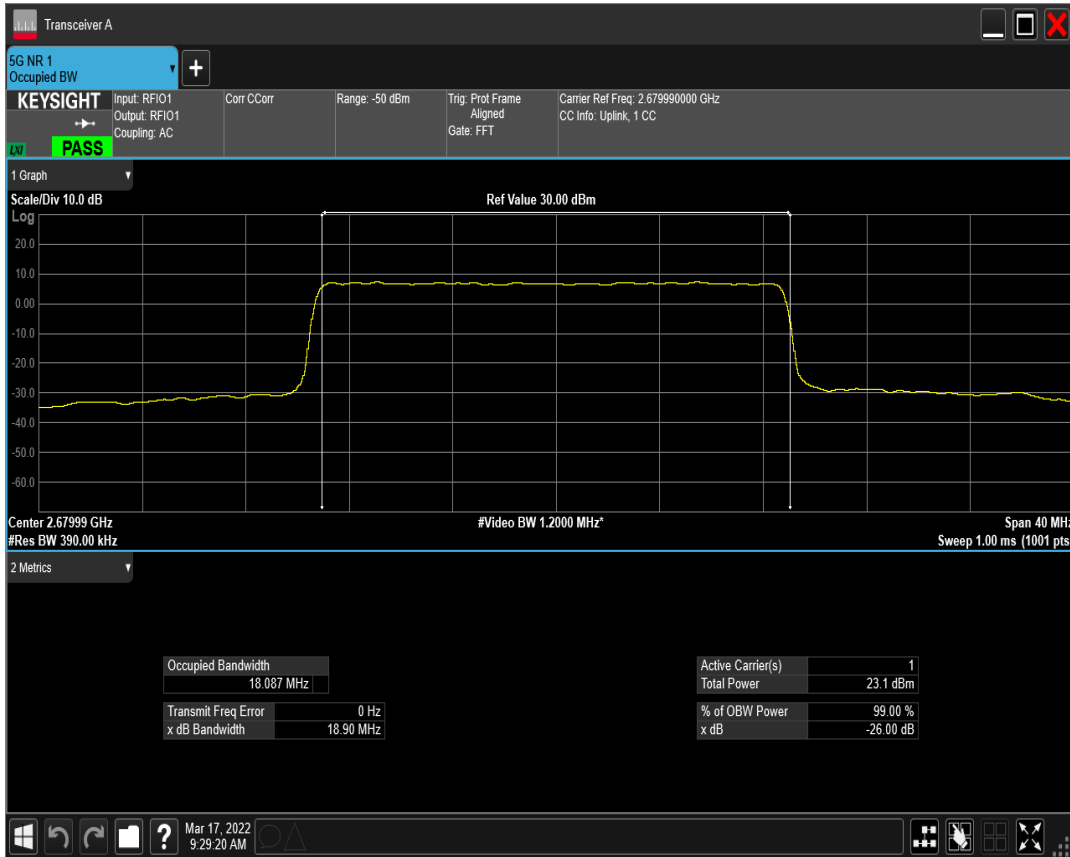 Transceiver A
5G NR 1
Occupied BW
KEYSIGHT
LXI
PASS
Input: RFIO1
Output: RFIO1
Coupling: AC
Corr CCorr
Range: -50 dBm
Trig: Prot Frame
Aligned
Gate: FFT
Carrier Ref Freq: 2.679990000 GHz
CC Info: Uplink, 1 CC
1 Graph
Scale/Div 10.0 dB
Ref Value 30.00 dBm
Log
20.0
10.0
0.00
-10.0
-20.0
-30.0
-40.0
-50.0
-60.0
Center 2.67999 GHz
#Video BW 1.2000 MHz*
Span 40 MHz
#Res BW 390.00 kHz
Sweep 1.00 ms (1001 pts
2 Metrics
Occupied Bandwidth
18.087 MHz
Transmit Freq Error 0 Hz
x dB Bandwidth 18.90 MHz
Active Carrier(s) 1
Total Power 23.1 dBm
% of OBW Power 99.00 %
x dB -26.00 dB
?
Mar 17, 2022
9:29:20 AM